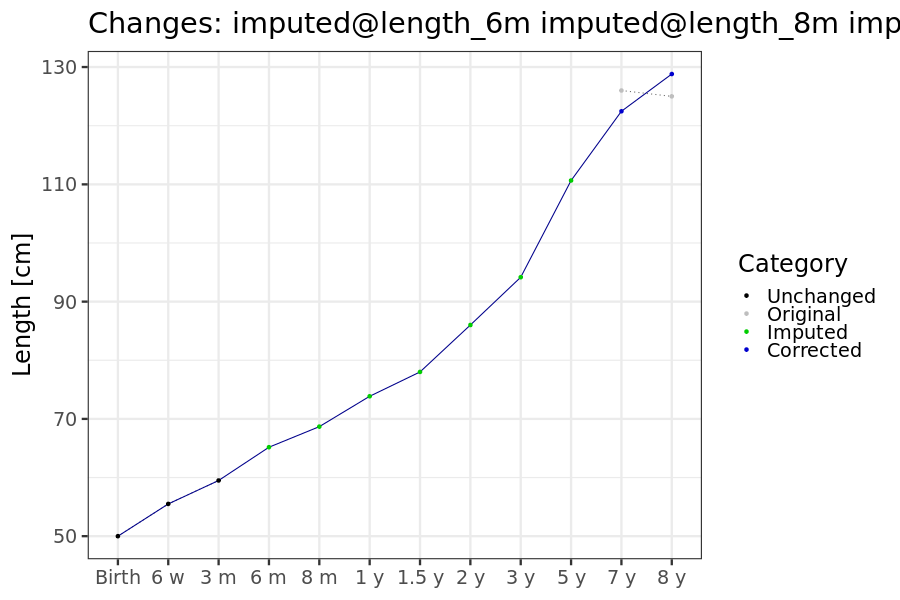 Changes: imputed@length_6m imputed@length_8m imp
130
110
90
70
50
Length [cm]
Birth 6 w 3 m 6 m 8 m 1 y 1.5 y 2 y 3 y 5 y 7 y 8 y
Category
Unchanged
Original
Imputed
Corrected